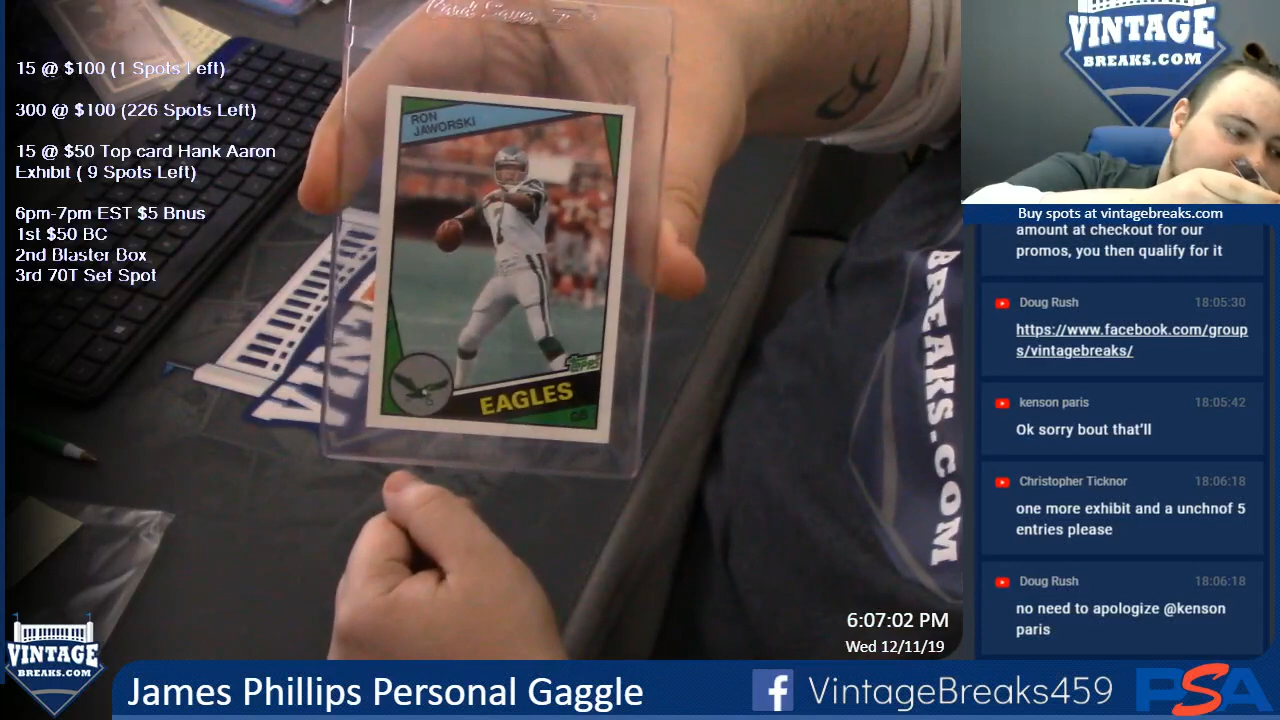 Card Saver
15 @ $100 (1 Spots Left)
300 @ $100 (226 Spots Left)
15 @ $50 Top card Hank Aaron
Exhibit ( 9 Spots Left)
6pm-7pm EST $5 Bnus
1st $50 BC
2nd Blaster Box
3rd 70T Set Spot
RON
JAWORSKI
7
Topps
EAGLES
QB
BREAKS.COM
VINTAGE
BREAKS.COM
Buy spots at vintagebreaks.com
amount at checkout for our
promos, you then qualify for it
Doug Rush 18:05:30
https://www.facebook.com/group
s/vintagebreaks/
kenson paris 18:05:42
Ok sorry bout that'll
Christopher Ticknor 18:06:18
one more exhibit and a unchnof 5
entries please
Doug Rush 18:06:18
no need to apologize @kenson
paris
6:07:02 PM
Wed 12/11/19
VINTAGE
BREAKS.COM
James Phillips Personal Gaggle
f VintageBreaks459
PSA